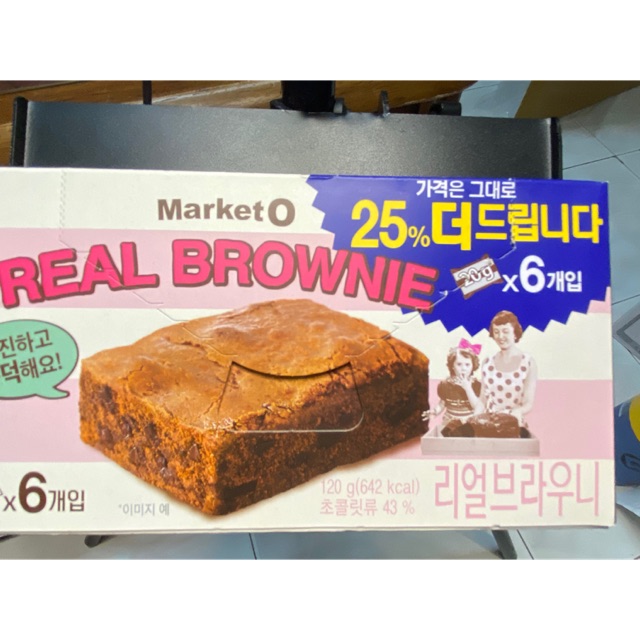 가격은 그대로
Market O
25% 더 드립니다
REAL BROWNIE
20g x6개입
진하고
덕해요!
x6개입
*이미지 예
120 g(642 kcal)
초콜릿류 43 %
리얼브라우니